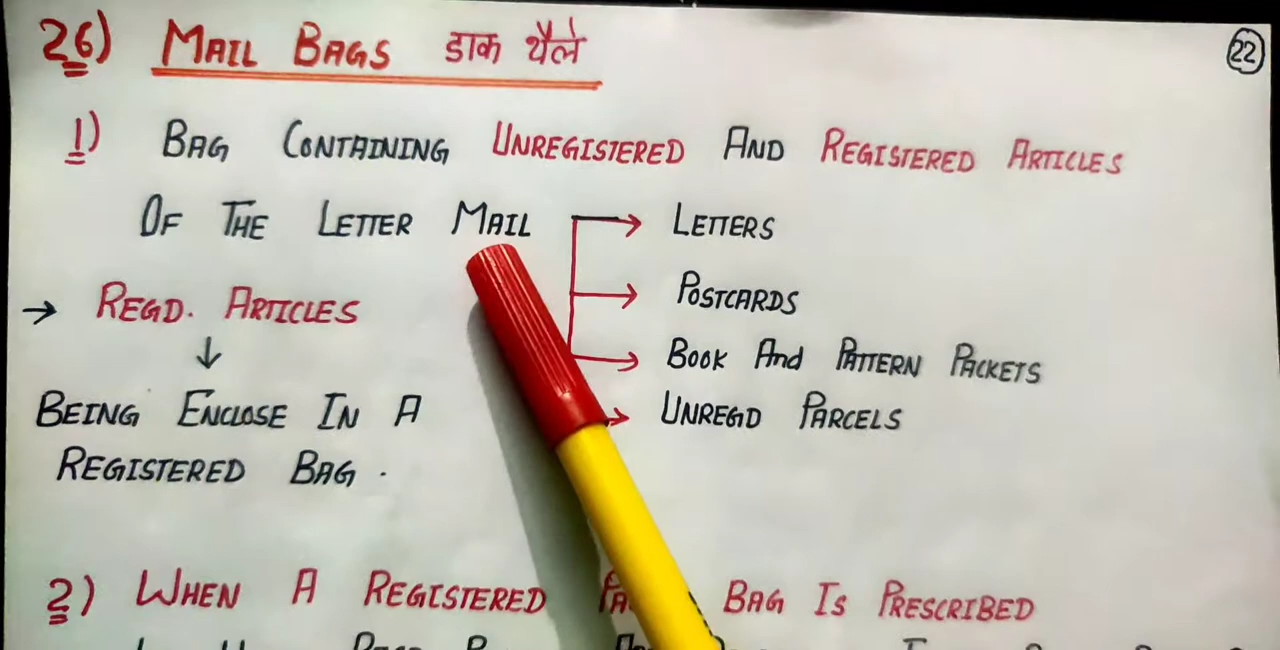 26) MAIL BAGS डाक थैले
22
1) BAG CONTAINING UNREGISTERED AND REGISTERED ARTICLES
OF THE LETTER MAIL → LETTERS
→ POSTCARDS
→ REGD. ARTICLES
↓
→ BOOK And PATTERN PACKETS
BEING ENCLOSE IN A
→ UNREGD PARCELS
REGISTERED BAG .
2) WHEN A REGISTERED BAG IS PRESCRIBED